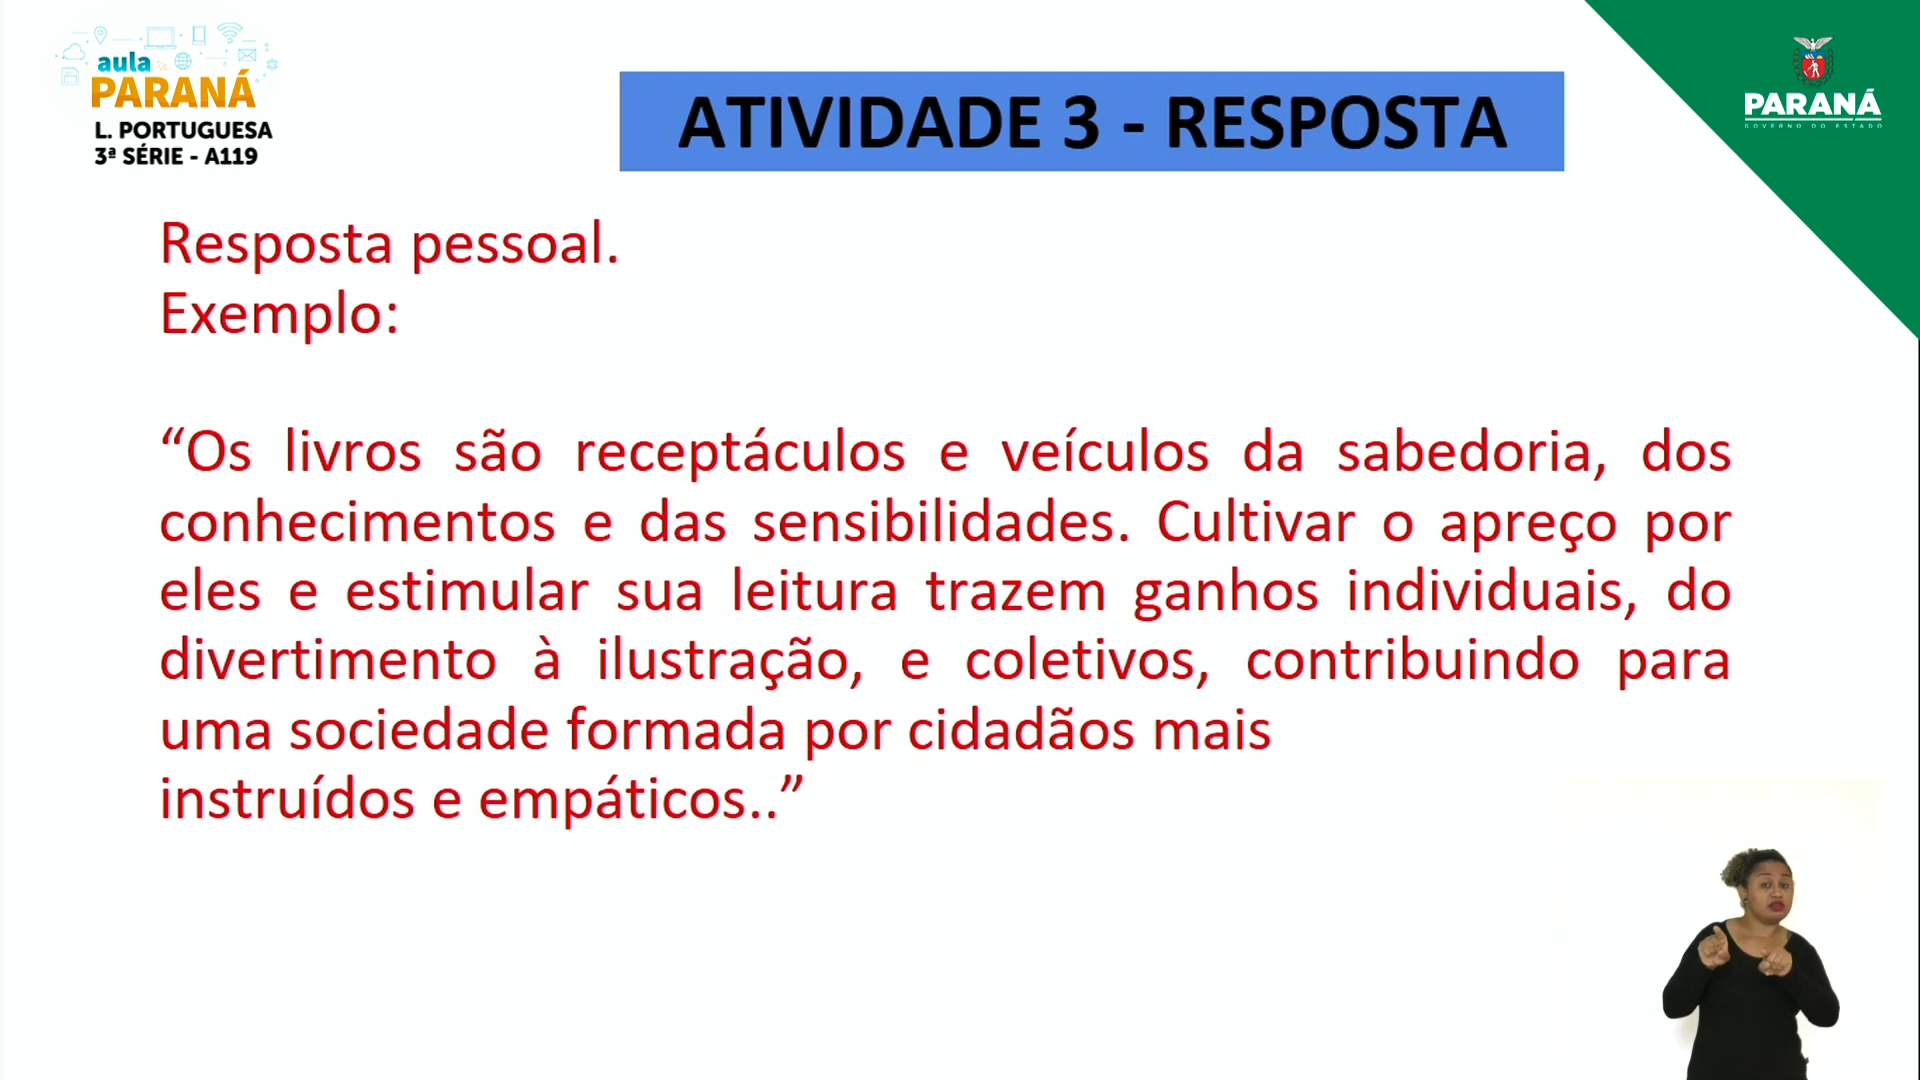 aula
PARANÁ
L. PORTUGUESA
3ª SÉRIE - A119
ATIVIDADE 3 - RESPOSTA
PARANÁ
GOVERNO DO ESTADO
Resposta pessoal.
Exemplo:
“Os livros são receptáculos e veículos da sabedoria, dos
conhecimentos e das sensibilidades. Cultivar o apreço por
eles e estimular sua leitura trazem ganhos individuais, do
divertimento à ilustração, e coletivos, contribuindo para
uma sociedade formada por cidadãos mais
instruídos e empáticos..”